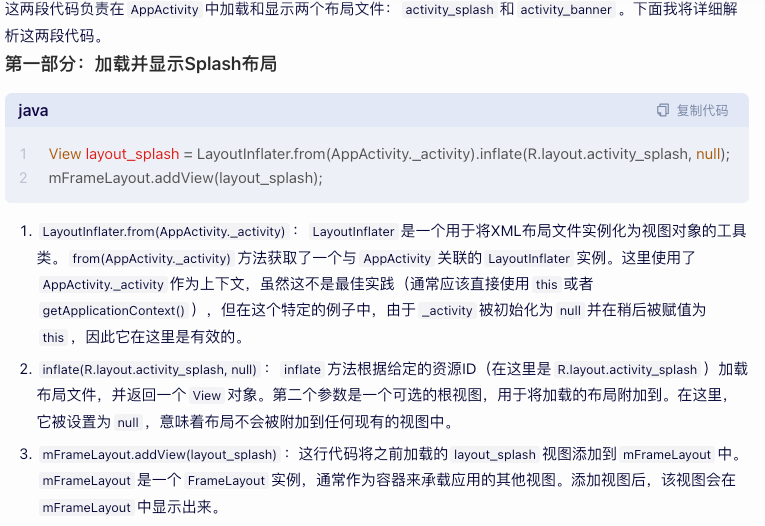 这两段代码负责在 AppActivity 中加载和显示两个布局文件： activity_splash 和 activity_banner 。下面我将详细解
析这两段代码。
第一部分：加载并显示Splash布局
java 复制代码
1 View layout_splash = LayoutInflater.from(AppActivity._activity).inflate(R.layout.activity_splash, null);
2 mFrameLayout.addView(layout_splash);
1. LayoutInflater.from(AppActivity._activity) ： LayoutInflater 是一个用于将XML布局文件实例化为视图对象的工具
类。 from(AppActivity._activity) 方法获取了一个与 AppActivity 关联的 LayoutInflater 实例。这里使用了
AppActivity._activity 作为上下文，虽然这不是最佳实践（通常应该直接使用 this 或者
getApplicationContext() ），但在这个特定的例子中，由于 _activity 被初始化为 null 并在稍后被赋值为
this ，因此它在这里是有效的。
2. inflate(R.layout.activity_splash, null) ： inflate 方法根据给定的资源ID（在这里是 R.layout.activity_splash ）加载
布局文件，并返回一个 View 对象。第二个参数是一个可选的根视图，用于将加载的布局附加到。在这里，
它被设置为 null ，意味着布局不会被附加到任何现有的视图中。
3. mFrameLayout.addView(layout_splash) ：这行代码将之前加载的 layout_splash 视图添加到 mFrameLayout 中。
mFrameLayout 是一个 FrameLayout 实例，通常作为容器来承载应用的其他视图。添加视图后，该视图会在
mFrameLayout 中显示出来。